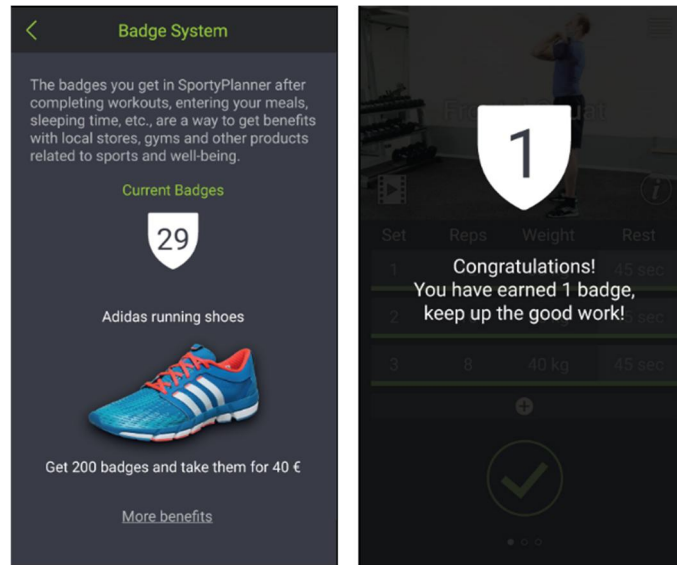 Badge System
The badges you get in SportyPlanner after
completing workouts, entering your meals,
sleeping time, etc., are a way to get benefits
with local stores, gyms and other products
related to sports and well-being.
Current Badges
29
Adidas running shoes
Get 200 badges and take them for 40 €
More benefits
1
Set Reps Weight Rest
1 45 sec
Congratulations!
You have earned 1 badge,
keep up the good work!
2 sec
3 8 40 kg 45 sec